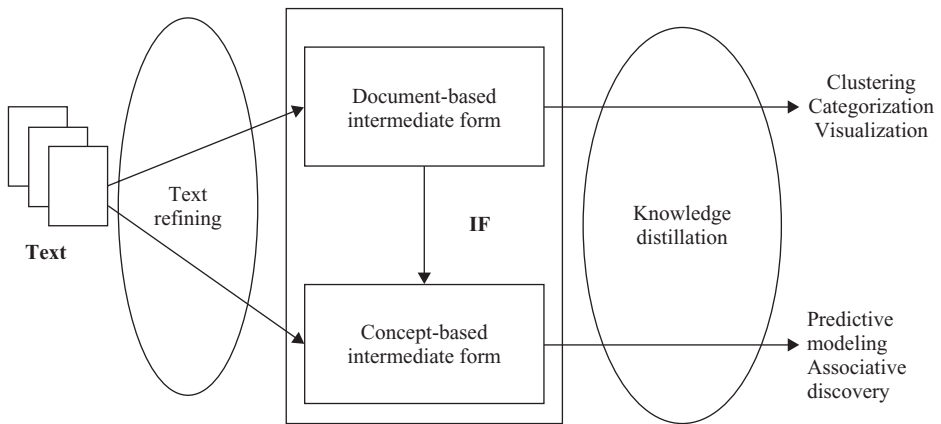 Text
Text
refining
Document-based
intermediate form
IF
Concept-based
intermediate form
Knowledge
distillation
Clustering
Categorization
Visualization
Predictive
modeling
Associative
discovery